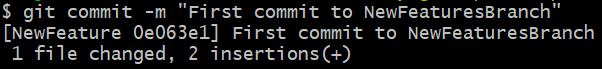 $ git commit -m "First commit to NewFeaturesBranch"
[NewFeature 0e063e1] First commit to NewFeaturesBranch
 1 file changed, 2 insertions(+)